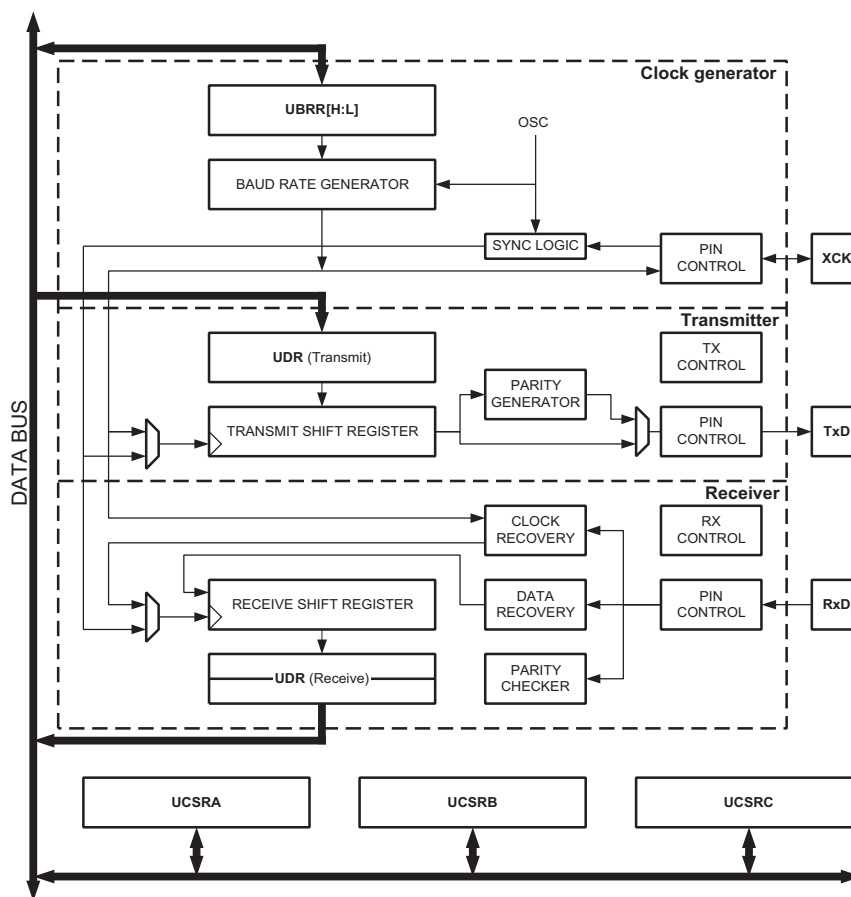 Clock generator
UBRR[H:L]
OSC
BAUD RATE GENERATOR
SYNC LOGIC
PIN
CONTROL
XCK
Transmitter
UDR (Transmit)
TX
CONTROL
PARITY
GENERATOR
TRANSMIT SHIFT REGISTER
PIN
CONTROL
TxD
DATA BUS
Receiver
CLOCK
RECOVERY
RX
CONTROL
RECEIVE SHIFT REGISTER
DATA
RECOVERY
PIN
CONTROL
RxD
UDR (Receive)
PARITY
CHECKER
UCSRA
UCSRB
UCSRC